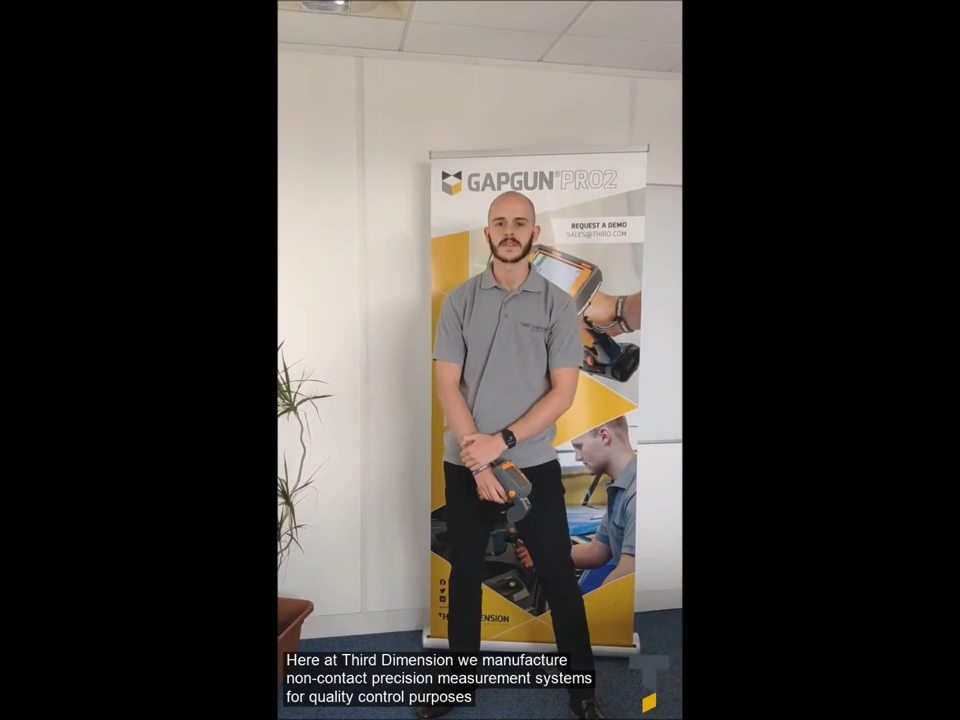 GAPGUN® PRO2
REQUEST A DEMO
SALES@THIRD.COM
Here at Third Dimension we manufacture
non-contact precision measurement systems
for quality control purposes